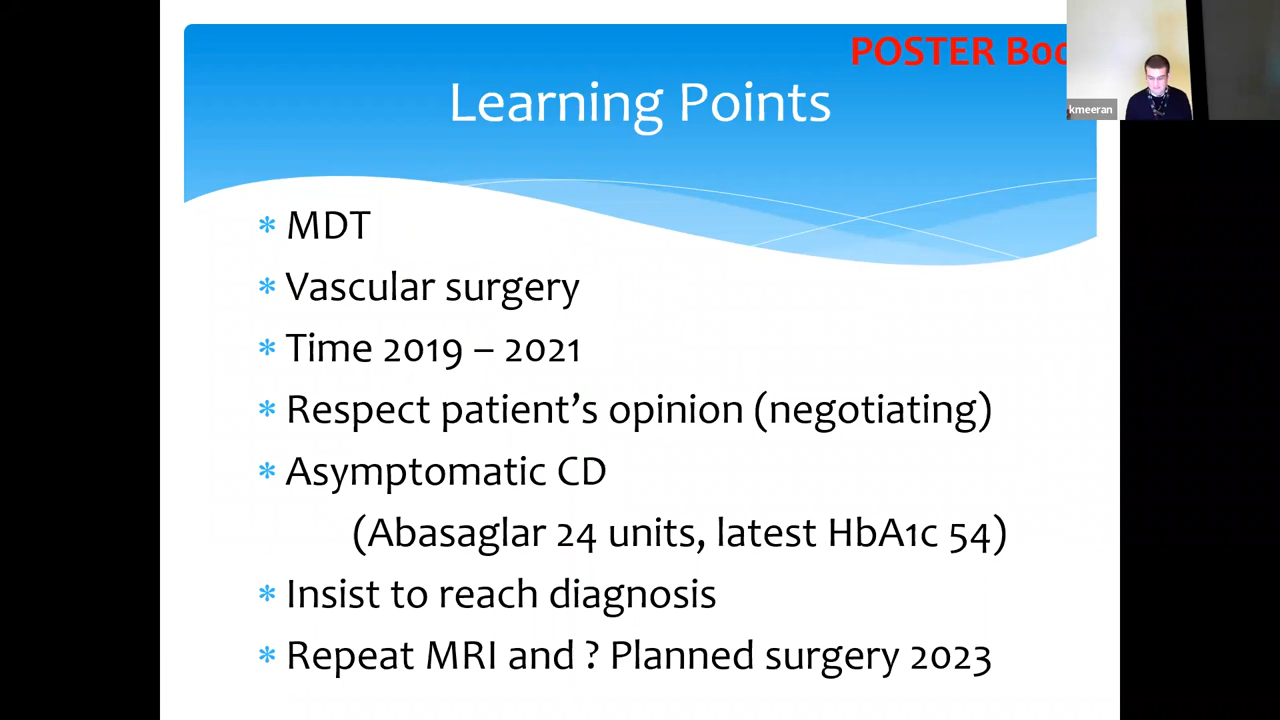 POSTER
Learning Points
kmeeran
* MDT
* Vascular surgery
* Time 2019 – 2021
* Respect patient’s opinion (negotiating)
* Asymptomatic CD
(Abasaglar 24 units, latest HbA1c 54)
* Insist to reach diagnosis
* Repeat MRI and ? Planned surgery 2023